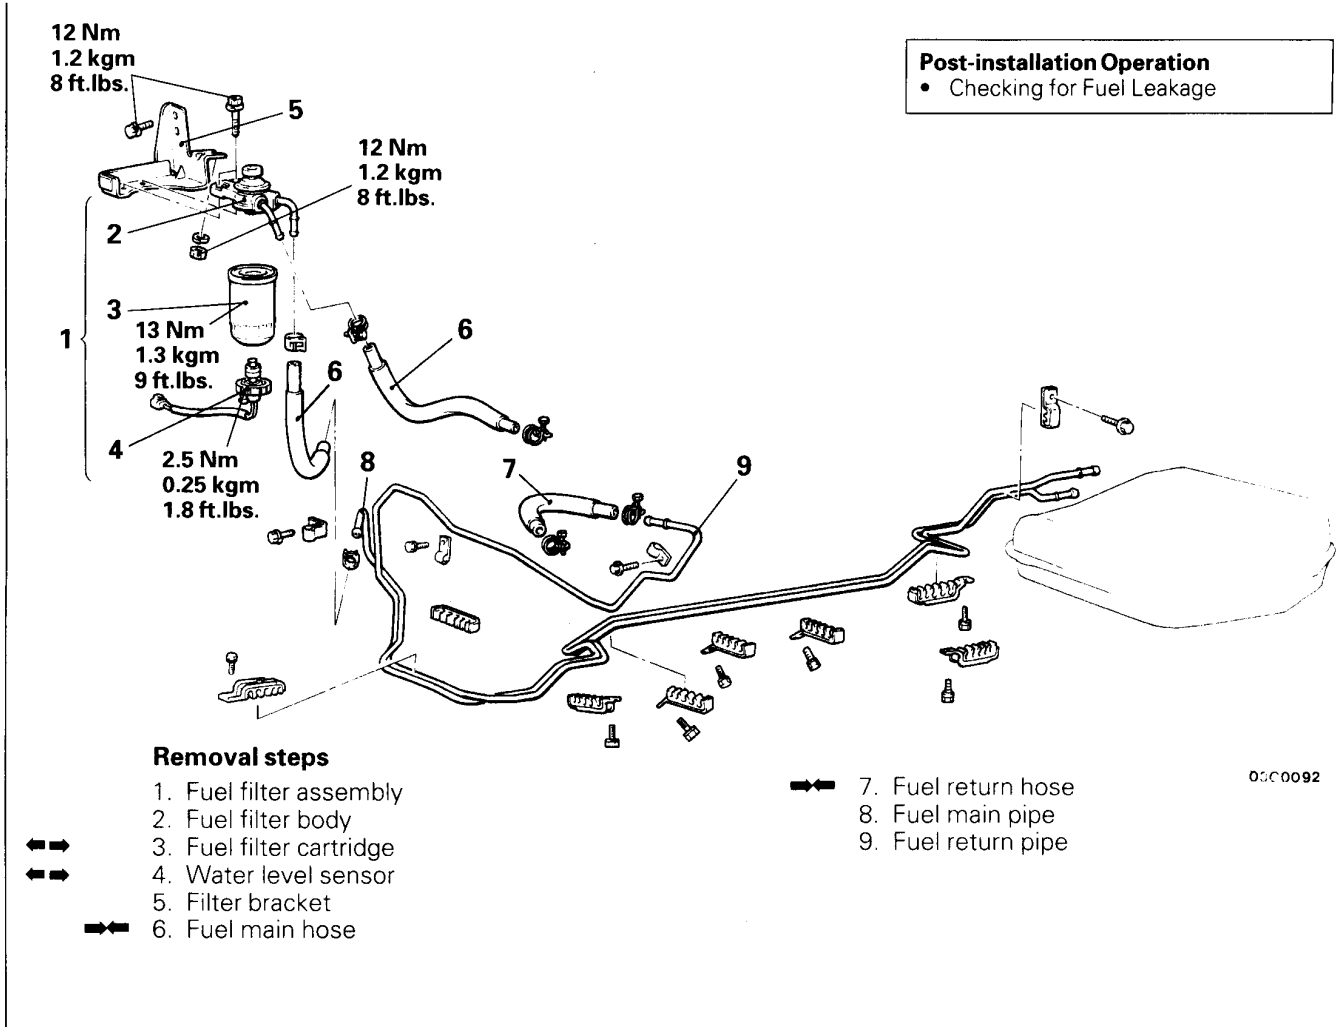 12 Nm
1.2 kgm
8 ft.lbs.
Post-installation Operation
• Checking for Fuel Leakage
5
12 Nm
1.2 kgm
8 ft.lbs.
2
3
1
13 Nm
1.3 kgm
9 ft.lbs.
6
6
4
2.5 Nm
0.25 kgm
1.8 ft.lbs.
8
7
9
Removal steps
1. Fuel filter assembly
2. Fuel filter body
3. Fuel filter cartridge
4. Water level sensor
5. Filter bracket
6. Fuel main hose
7. Fuel return hose
8. Fuel main pipe
9. Fuel return pipe